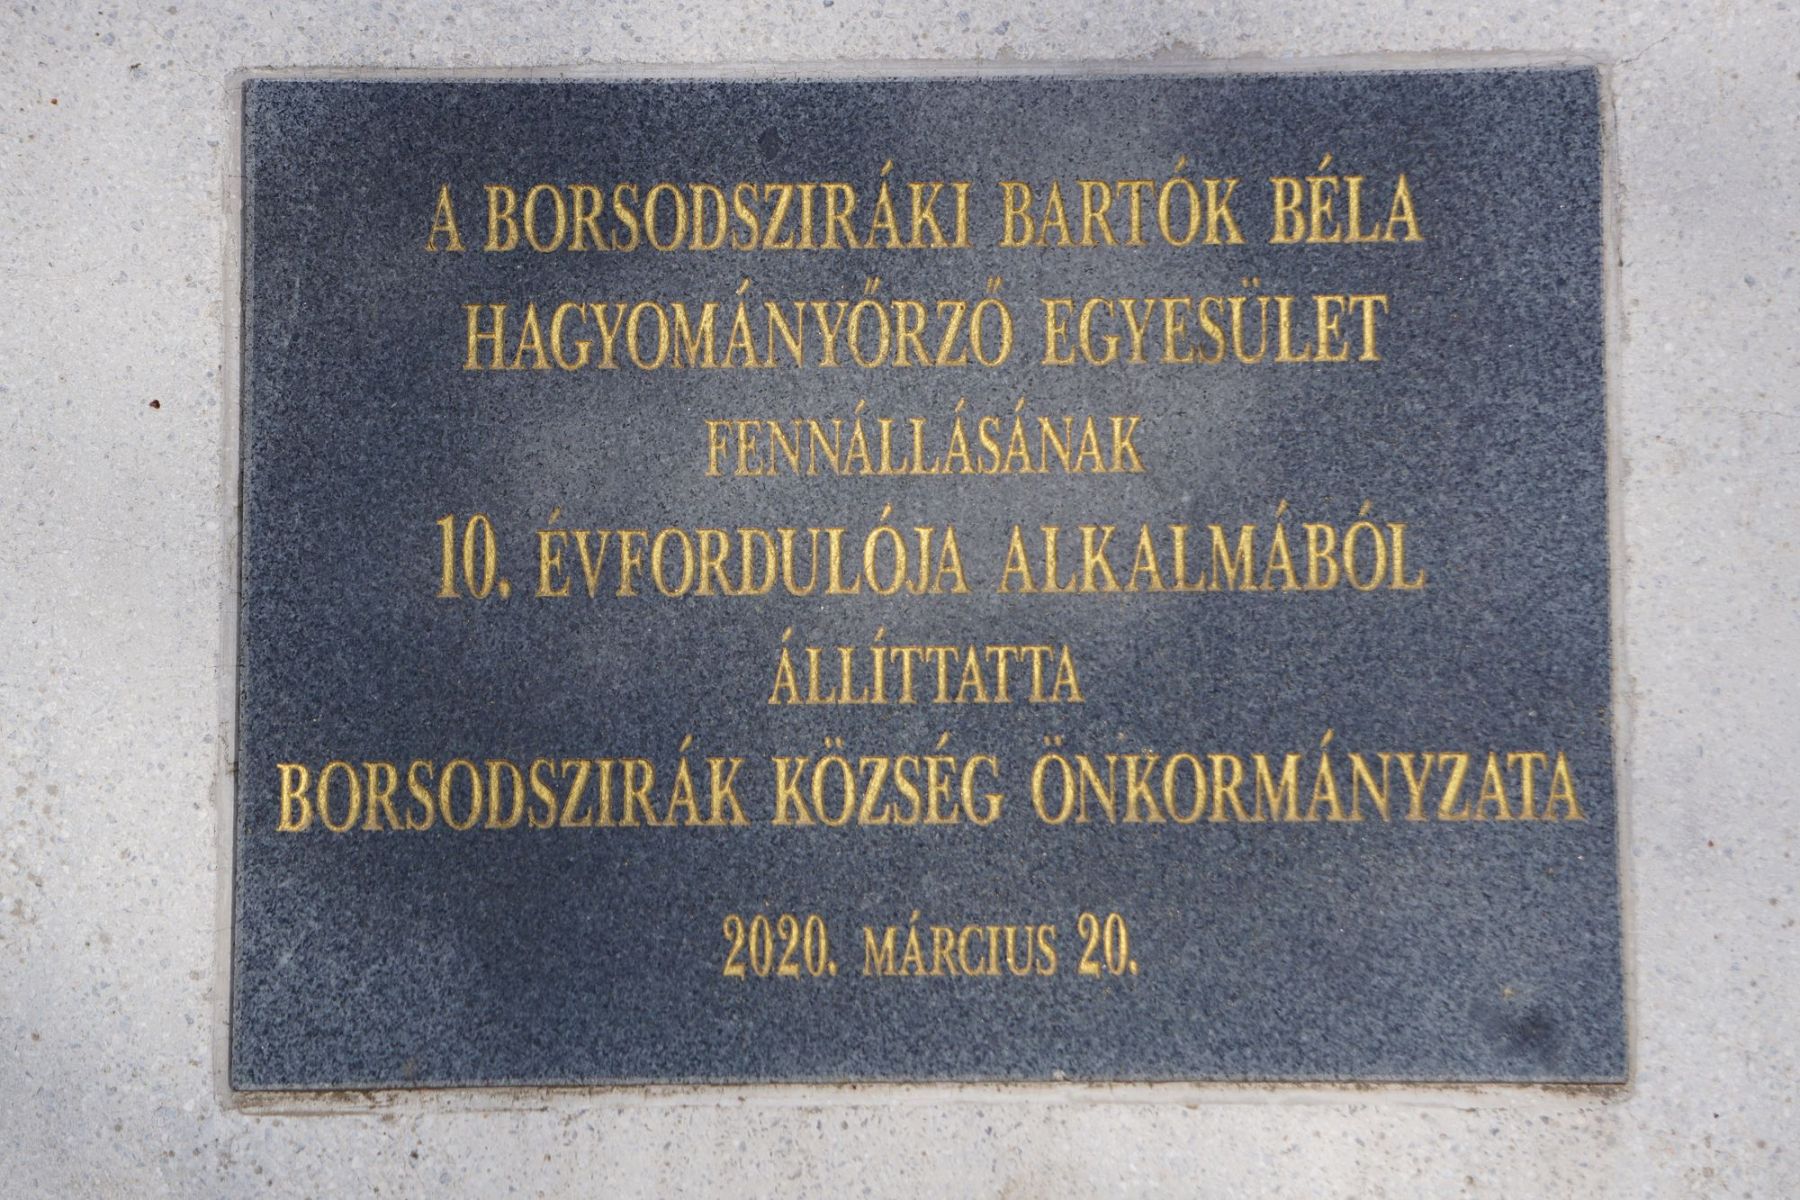 A BORSODSZIRÁKI BARTÓK BÉLA
HAGYOMÁNYŐRZŐ EGYESÜLET
FENNÁLLÁSÁNAK
10. ÉVFORDULÓJA ALKALMÁBÓL
ÁLLÍTTATTA
BORSODSZIRÁK KÖZSÉG ÖNKORMÁNYZATA
2020. MÁRCIUS 20.